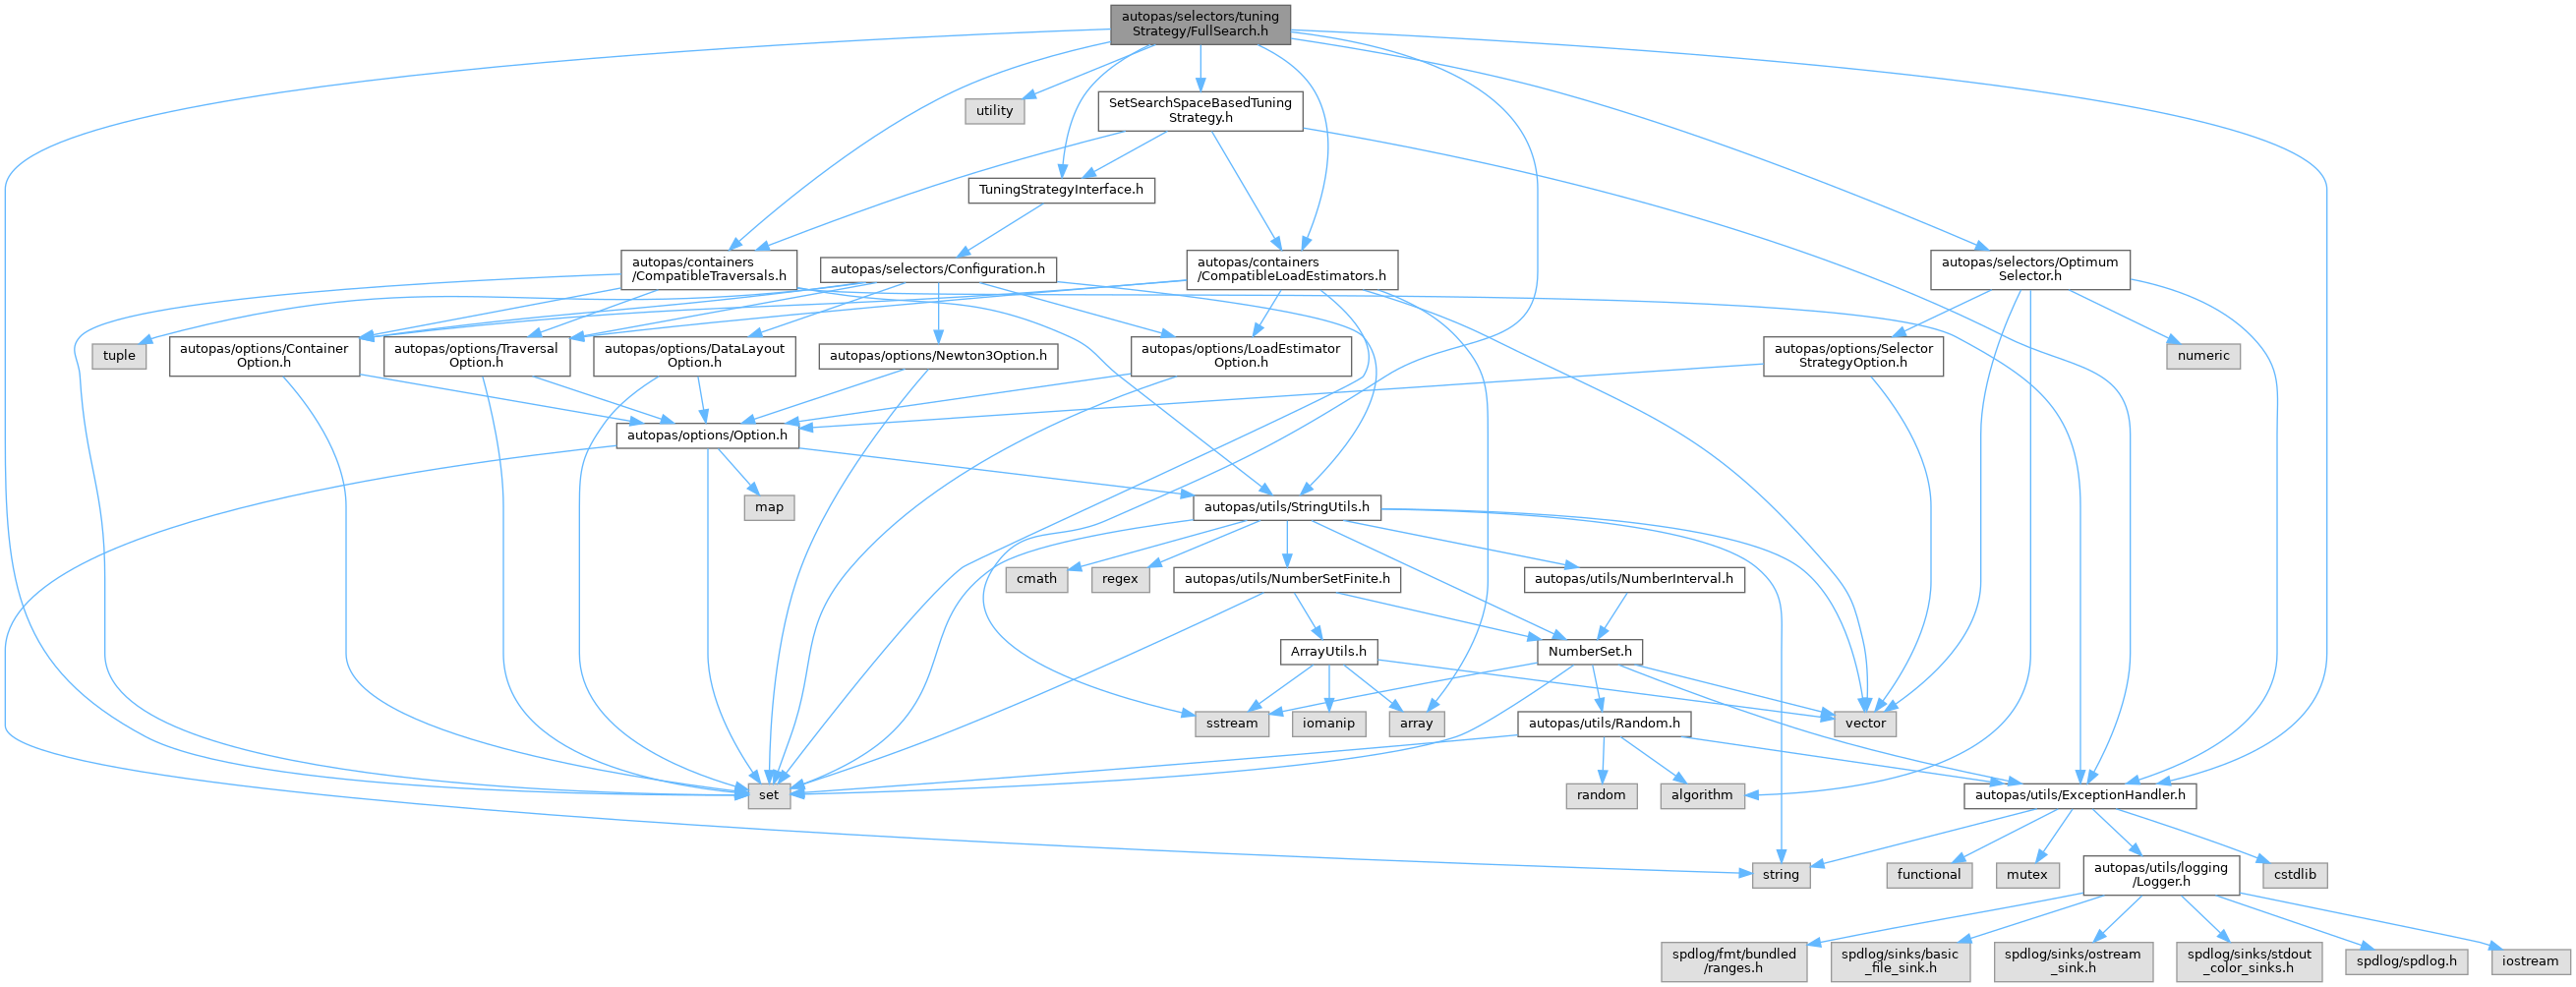 autopas/selectors/tuning
Strategy/FullSearch.h
utility
SetSearchSpaceBasedTuning
Strategy.h
TuningStrategyInterface.h
autopas/containers
/CompatibleTraversals.h
autopas/selectors/Configuration.h
autopas/containers
/CompatibleLoadEstimators.h
autopas/selectors/Optimum
Selector.h
tuple
autopas/options/Container
Option.h
autopas/options/Traversal
Option.h
autopas/options/DataLayout
Option.h
autopas/options/Newton3Option.h
autopas/options/LoadEstimator
Option.h
autopas/options/Selector
StrategyOption.h
numeric
autopas/options/Option.h
map
autopas/utils/StringUtils.h
cmath
regex
autopas/utils/NumberSetFinite.h
autopas/utils/NumberInterval.h
ArrayUtils.h
NumberSet.h
sstream
iomanip
array
autopas/utils/Random.h
vector
set
random
algorithm
autopas/utils/ExceptionHandler.h
string
functional
mutex
autopas/utils/logging
/Logger.h
cstdlib
spdlog/fmt/bundled
/ranges.h
spdlog/sinks/basic
_file_sink.h
spdlog/sinks/ostream
_sink.h
spdlog/sinks/stdout
_color_sinks.h
spdlog/spdlog.h
iostream